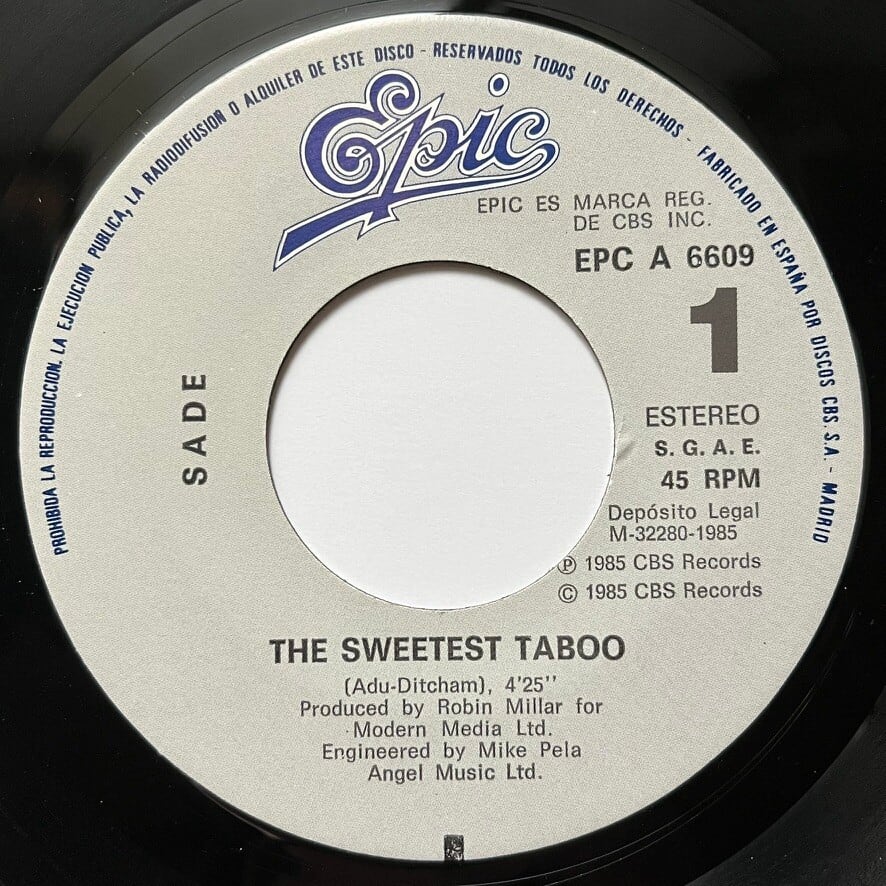 PROHIBIDA LA REPRODUCCION, LA EJECUCION PUBLICA, LA RADIODIFUSION O ALQUILER DE ESTE DISCO - RESERVADOS TODOS LOS DERECHOS - FABRICADO EN ESPAÑA POR DISCOS CBS. S.A. - MADRID
Epic
EPIC ES MARCA REG.
DE CBS INC.
EPC A 6609
1
SADE
ESTEREO
S. G. A. E.
45 RPM
Depósito Legal
M-32280-1985
℗ 1985 CBS Records
© 1985 CBS Records
THE SWEETEST TABOO
(Adu-Ditcham), 4'25''
Produced by Robin Millar for
Modern Media Ltd.
Engineered by Mike Pela
Angel Music Ltd.